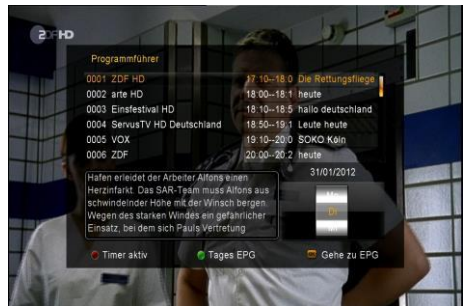 ZDF HD
Programmführer
0001 ZDF HD 17:10--18:0 Die Rettungsfliege
0002 arte HD 18:00--18:1 heute
0003 Einsfestival HD 18:10--18:5 hallo deutschland
0004 ServusTV HD Deutschland 18:50--19:1 Leute heute
0005 VOX 19:10--20:0 SOKO Köln
0006 ZDF 20:00--20:2 heute
Hafen erleidet der Arbeiter Alfons einen
Herzinfarkt. Das SAR-Team muss Alfons aus
schwindelnder Höhe mit der Winsch bergen.
Wegen des starken Windes ein gefährlicher
Einsatz, bei dem sich Pauls Vertretung
31/01/2012
Mo
Di
Mi
Timer aktiv Tages EPG Gehe zu EPG